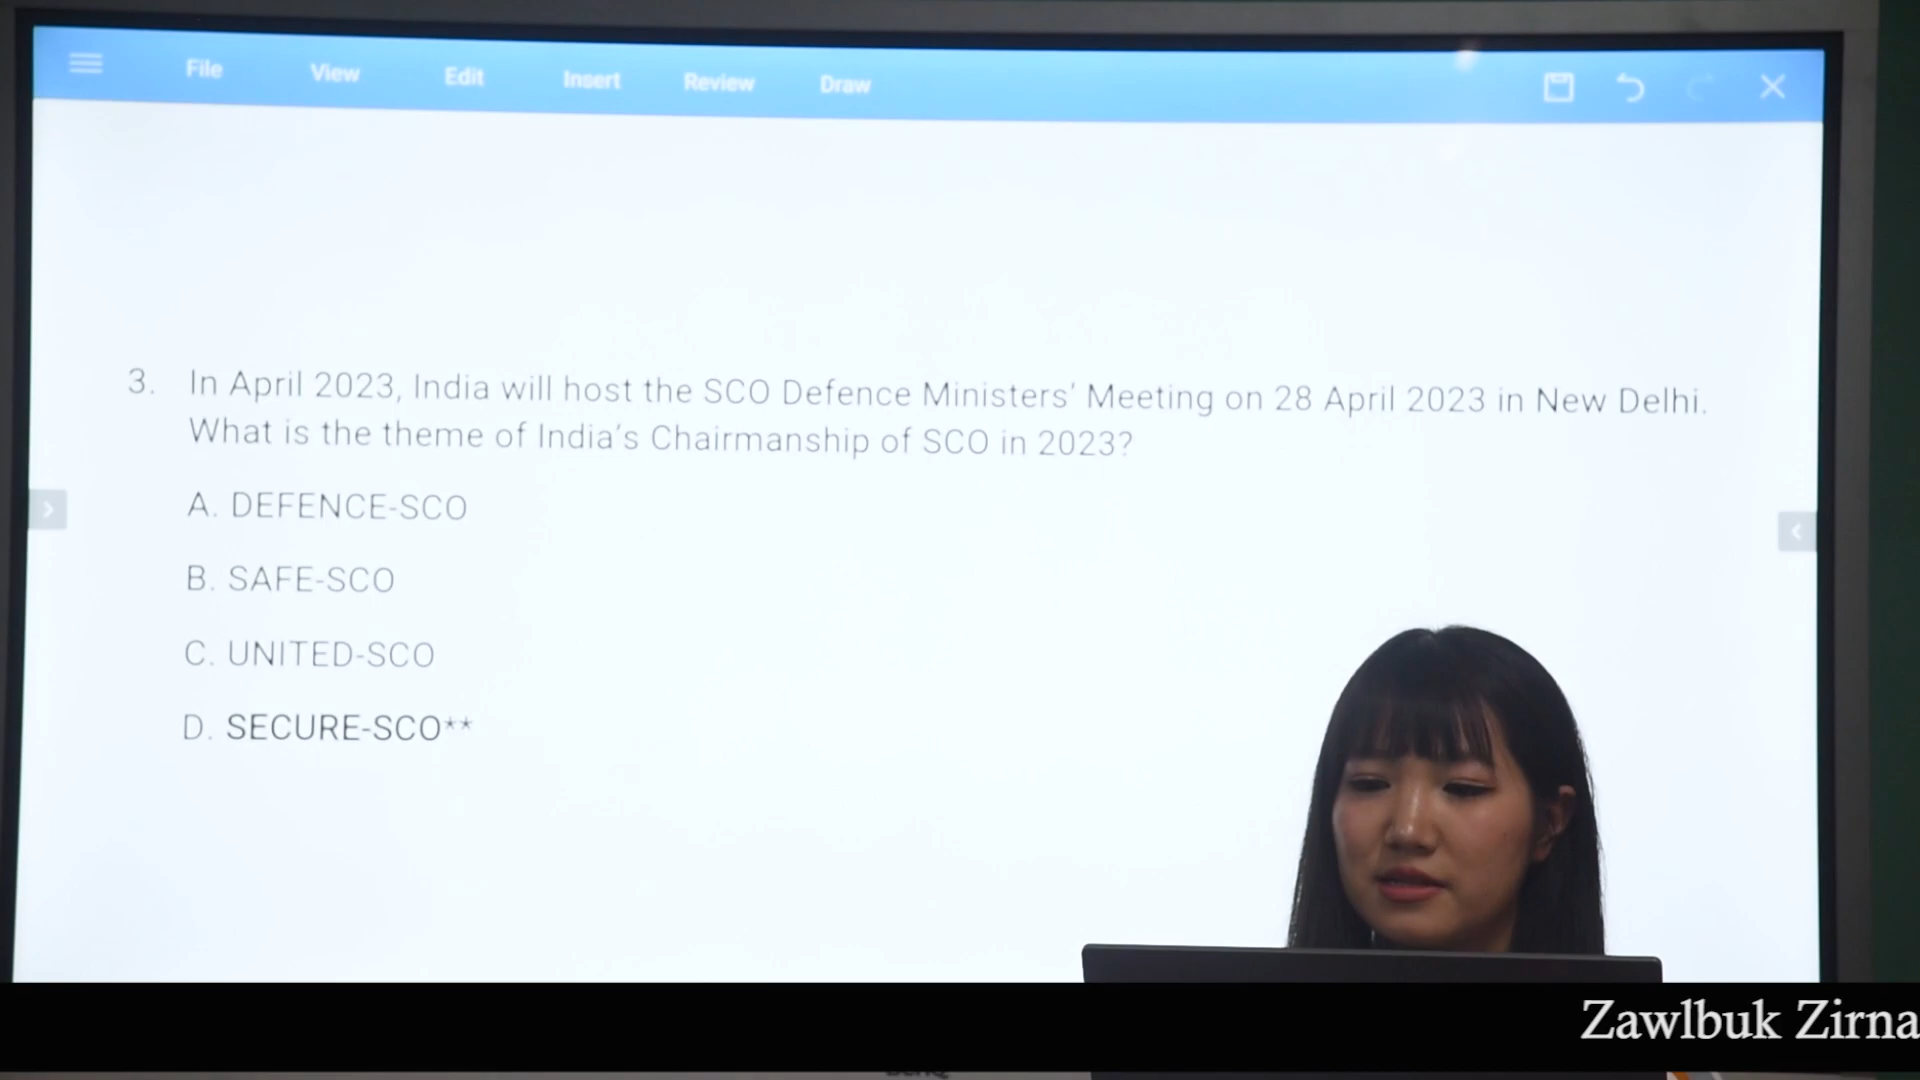 File View Edit Insert Review Draw
3. In April 2023, India will host the SCO Defence Ministers' Meeting on 28 April 2023 in New Delhi.
What is the theme of India's Chairmanship of SCO in 2023?
A. DEFENCE-SCO
B. SAFE-SCO
C. UNITED-SCO
D. SECURE-SCO**
Zawlbuk Zirna